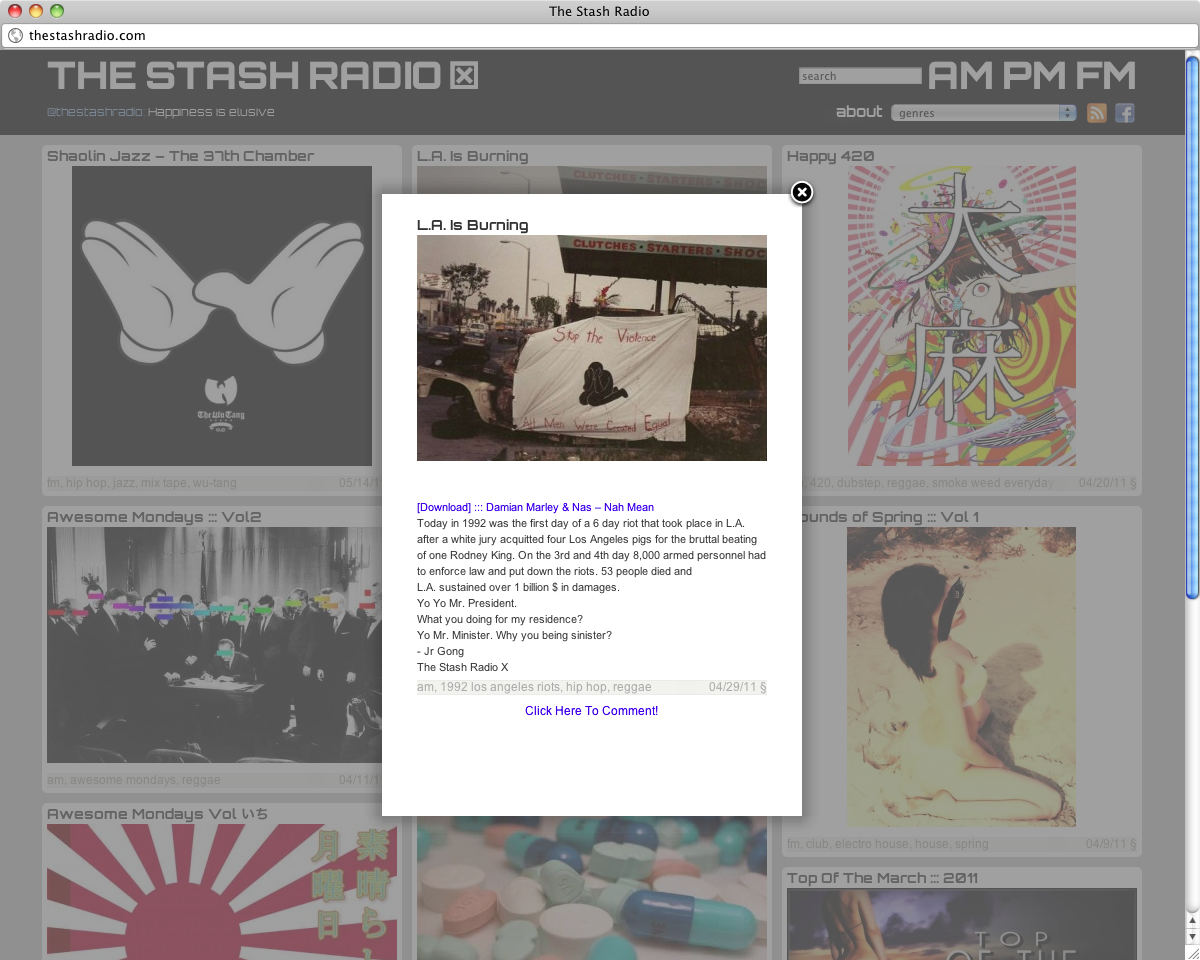 The Stash Radio
thestashradio.com
THE STASH RADIO
search
AM PM FM
@thestashradio. Happiness is elusive
about
genres
Shaolin Jazz – The 37th Chamber
L.A. Is Burning
Happy 420
CLUTCHES • STARTERS • SHOC
The Wu Tang
大麻
fm, hip hop, jazz, mix tape, wu-tang
05/14/1
420, dubstep, reggae, smoke weed everyday
04/20/11 §
L.A. Is Burning
CLUTCHES • STARTERS • SHOC
Stop the Violence
All Men Were Created Equal
[Download] ::: Damian Marley & Nas – Nah Mean
Today in 1992 was the first day of a 6 day riot that took place in L.A.
after a white jury acquitted four Los Angeles pigs for the bruttal beating
of one Rodney King. On the 3rd and 4th day 8,000 armed personnel had
to enforce law and put down the riots. 53 people died and
L.A. sustained over 1 billion $ in damages.
Yo Yo Mr. President.
What you doing for my residence?
Yo Mr. Minister. Why you being sinister?
- Jr Gong
The Stash Radio X
am, 1992 los angeles riots, hip hop, reggae
04/29/11 §
Click Here To Comment!
Awesome Mondays ::: Vol2
ounds of Spring ::: Vol 1
am, awesome mondays, reggae
04/11/1
fm, club, electro house, house, spring
04/9/11 §
Awesome Mondays Vol いち
素晴らし
月曜日
Top Of The March ::: 2011
TOP
OF THE